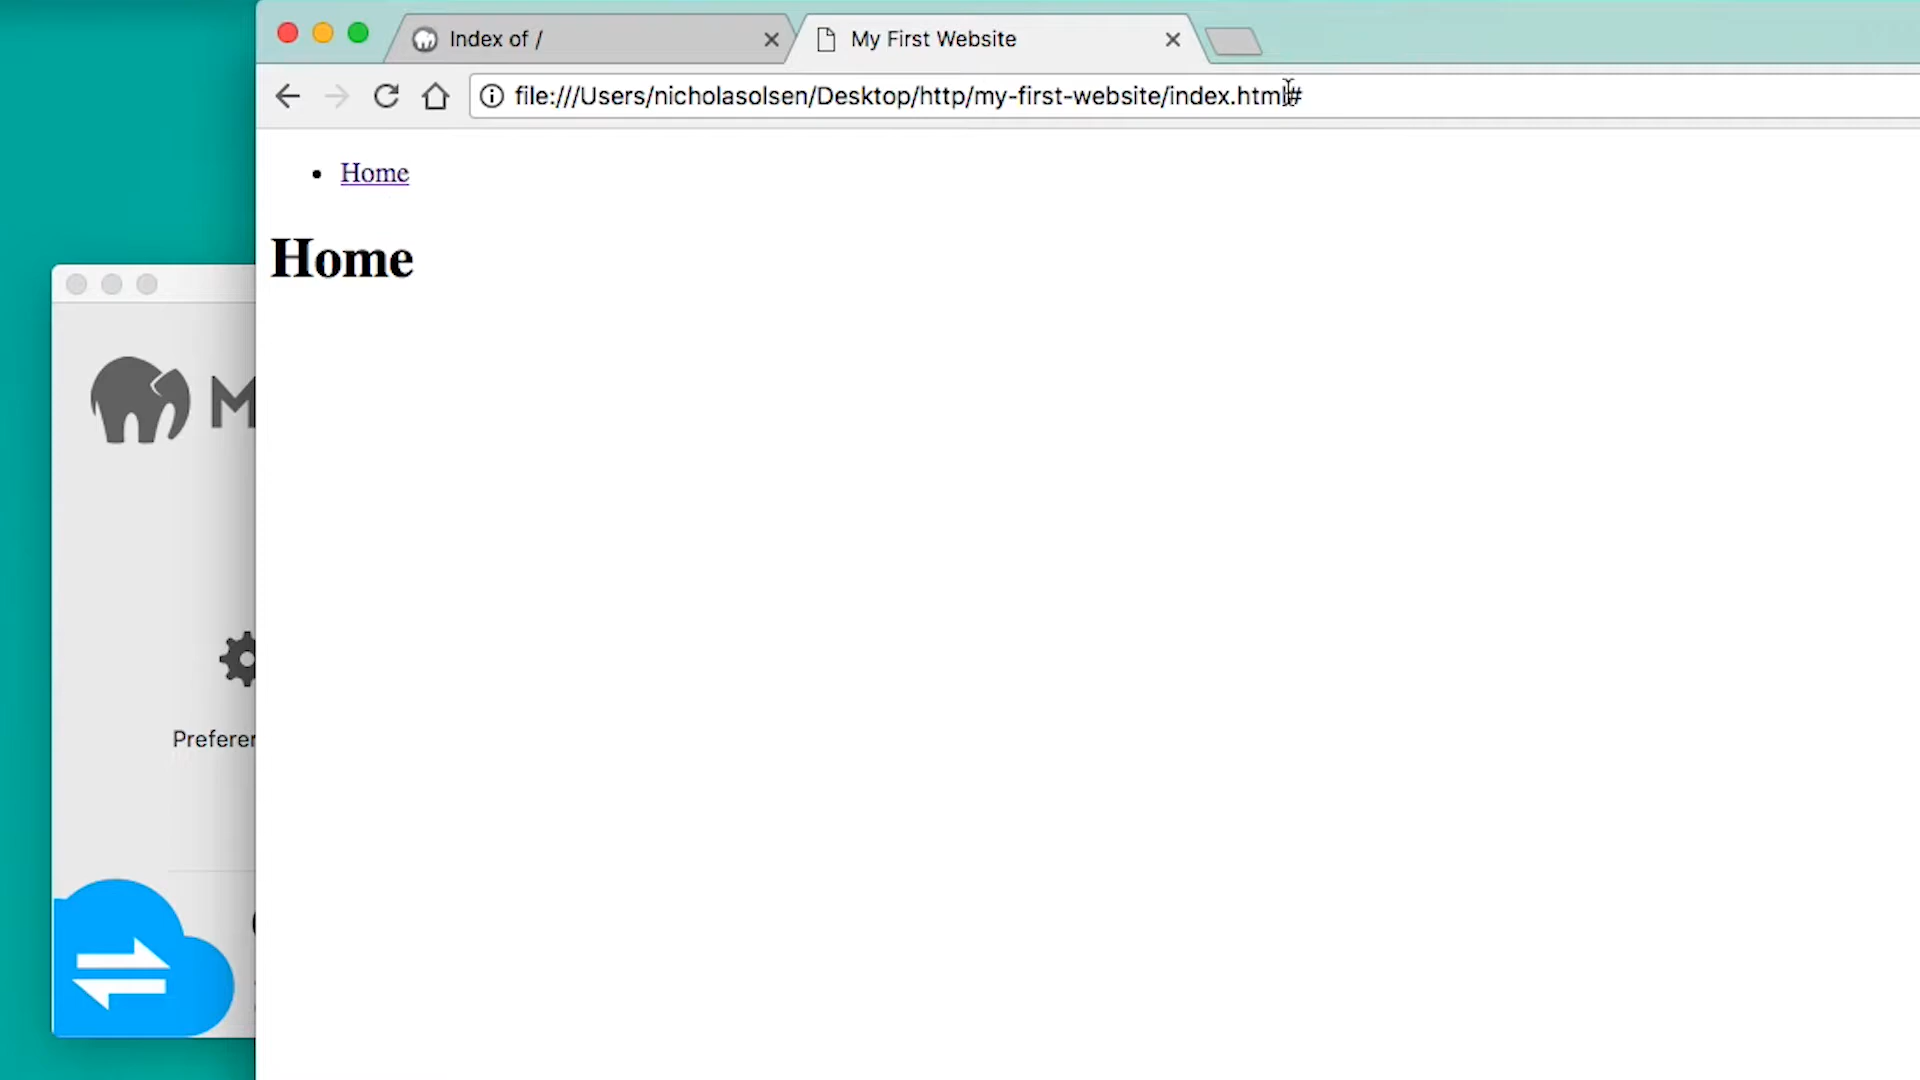 Index of /
My First Website
file:///Users/nicholasolsen/Desktop/http/my-first-website/index.html#
Home
Home
M
Preferen